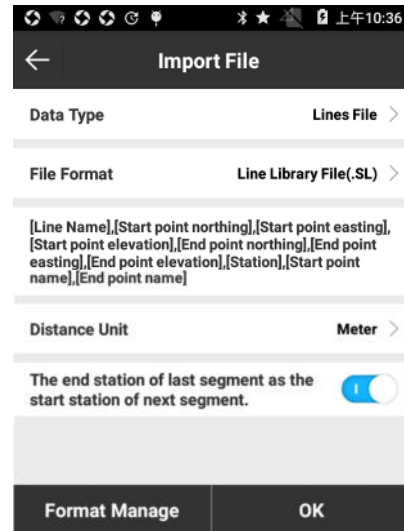 上午10:36
Import File
Data Type Lines File
File Format Line Library File(.SL)
[Line Name],[Start point northing],[Start point easting],
[Start point elevation],[End point northing],[End point
easting],[End point elevation],[Station],[Start point
name],[End point name]
Distance Unit Meter
The end station of last segment as the
start station of next segment.
Format Manage OK